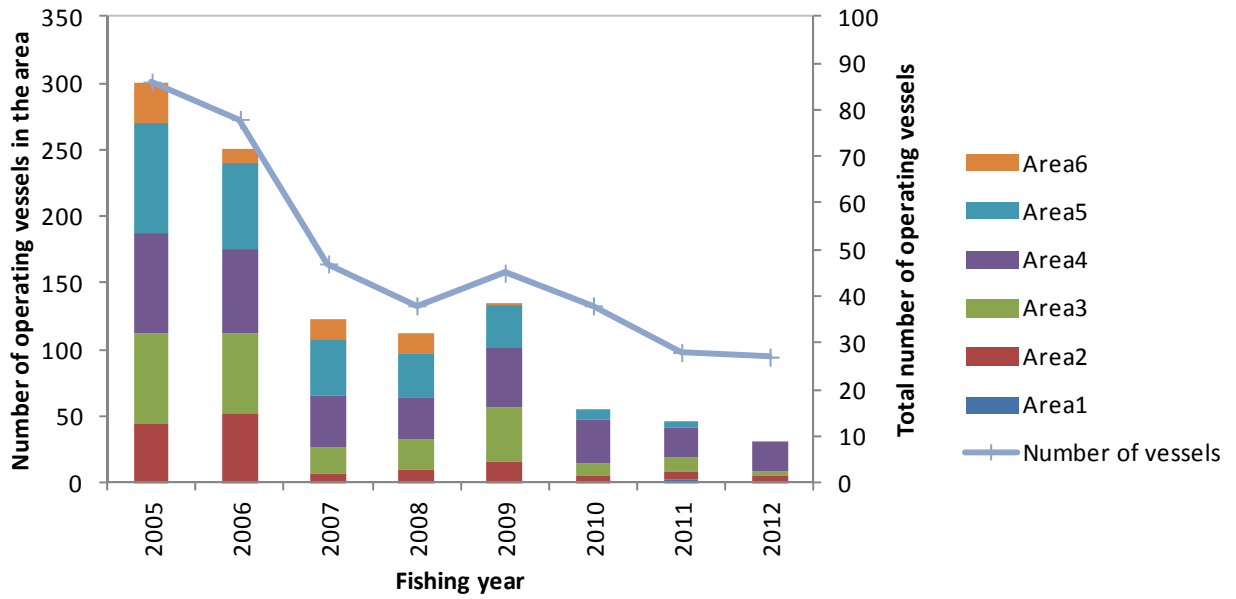 Number of operating vessels in the area
350
300
250
200
150
100
50
0
100
90
80
70
60
50
40
30
20
10
0
Total number of operating vessels
2005
2006
2007
2008
2009
2010
2011
2012
Fishing year
Area6
Area5
Area4
Area3
Area2
Area1
Number of vessels